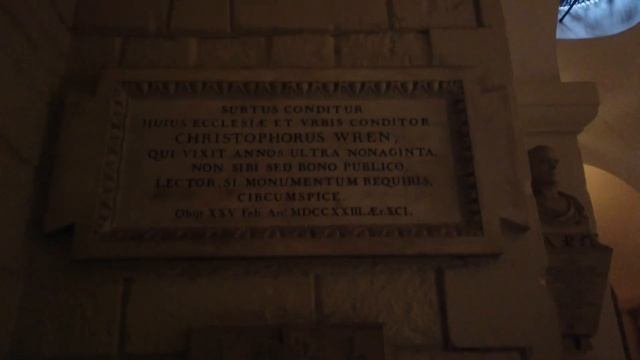 SUBTUS CONDITUR
HUIUS ECCLESIÆ ET VRBIS CONDITOR
CHRISTOPHORUS WREN,
QUI VIXIT ANNOS ULTRA NONAGINTA,
NON SIBI SED BONO PUBLICO.
LECTOR, SI MONUMENTUM REQUIRIS,
CIRCUMSPICE.
Obijt XXV Feb: Anº: MDCCXXIII. Æt: XCI.